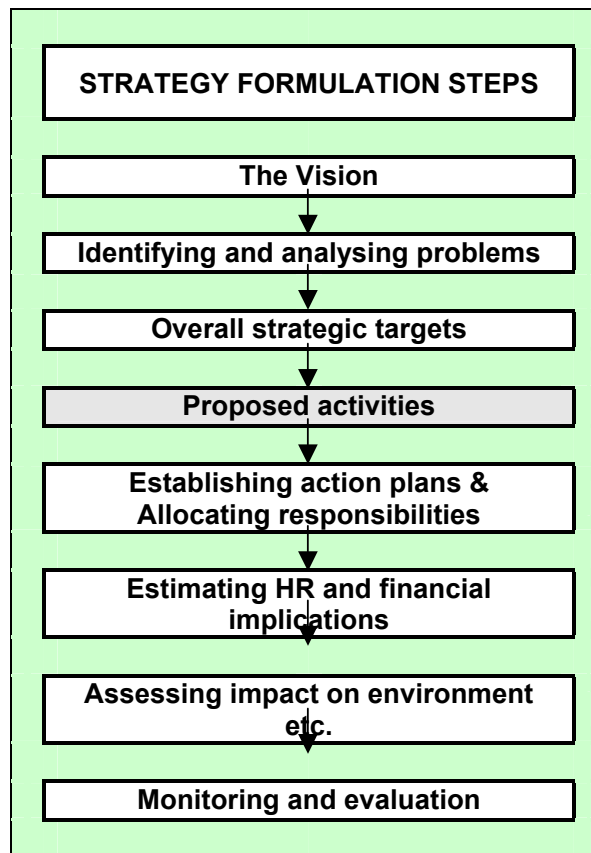 STRATEGY FORMULATION STEPS
The Vision
Identifying and analysing problems
Overall strategic targets
Proposed activities
Establishing action plans &
Allocating responsibilities
Estimating HR and financial
implications
Assessing impact on environment
etc.
Monitoring and evaluation